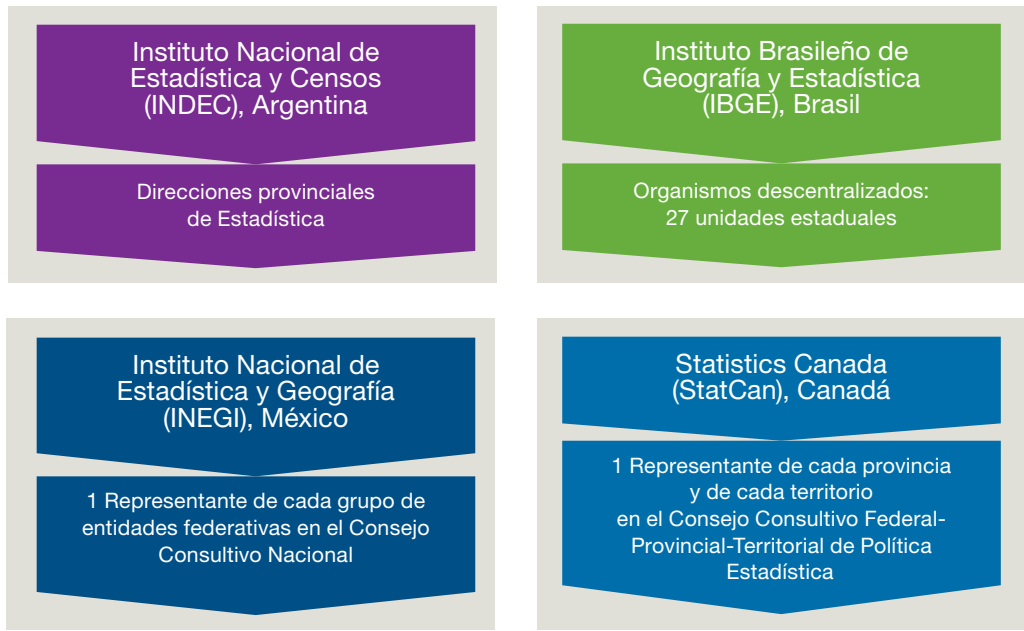 Instituto Nacional de
Estadística y Censos
(INDEC), Argentina
Direcciones provinciales
de Estadística
Instituto Brasileño de
Geografía y Estadística
(IBGE), Brasil
Organismos descentralizados:
27 unidades estaduales
Instituto Nacional de
Estadística y Geografía
(INEGI), México
1 Representante de cada grupo de
entidades federativas en el Consejo
Consultivo Nacional
Statistics Canada
(StatCan), Canadá
1 Representante de cada provincia
y de cada territorio
en el Consejo Consultivo Federal-
Provincial-Territorial de Política
Estadística